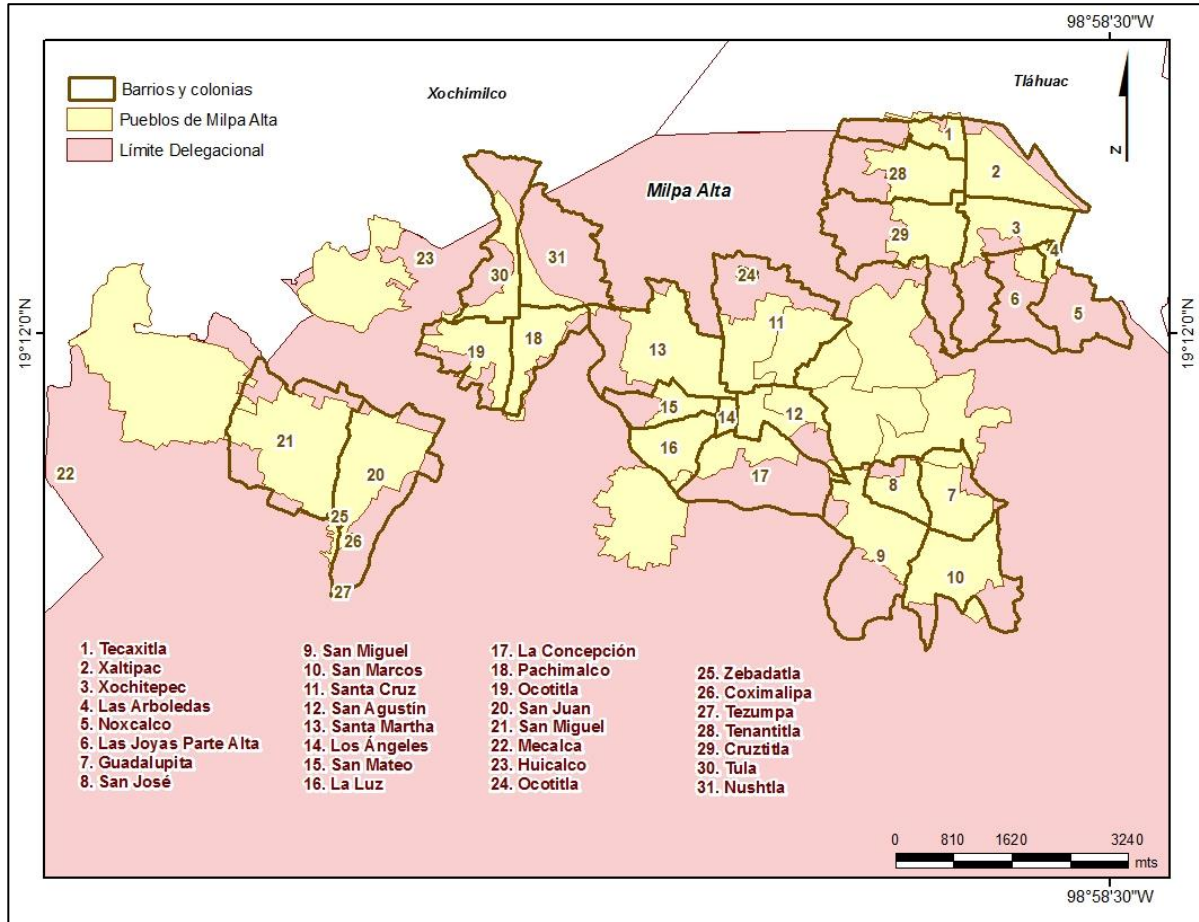 98°58'30"W
Barrios y colonias
Pueblos de Milpa Alta
Límite Delegacional
Xochimilco
Tláhuac
N
Milpa Alta
19°12'0"N
19°12'0"N
1
2
28
3
29
4
23
30
31
24
6
5
11
18
19
13
15
14
12
21
20
16
17
22
8
7
25
26
9
10
27
1. Tecaxitla
2. Xaltipac
3. Xochitepec
4. Las Arboledas
5. Noxcalco
6. Las Joyas Parte Alta
7. Guadalupita
8. San José
9. San Miguel
10. San Marcos
11. Santa Cruz
12. San Agustín
13. Santa Martha
14. Los Ángeles
15. San Mateo
16. La Luz
17. La Concepción
18. Pachimalco
19. Ocotitla
20. San Juan
21. San Miguel
22. Mecalca
23. Huicalco
24. Ocotitla
25. Zebadatla
26. Coximalipa
27. Tezumpa
28. Tenantitla
29. Cruztitla
30. Tula
31. Nushtla
0 810 1620 3240
mts
98°58'30"W